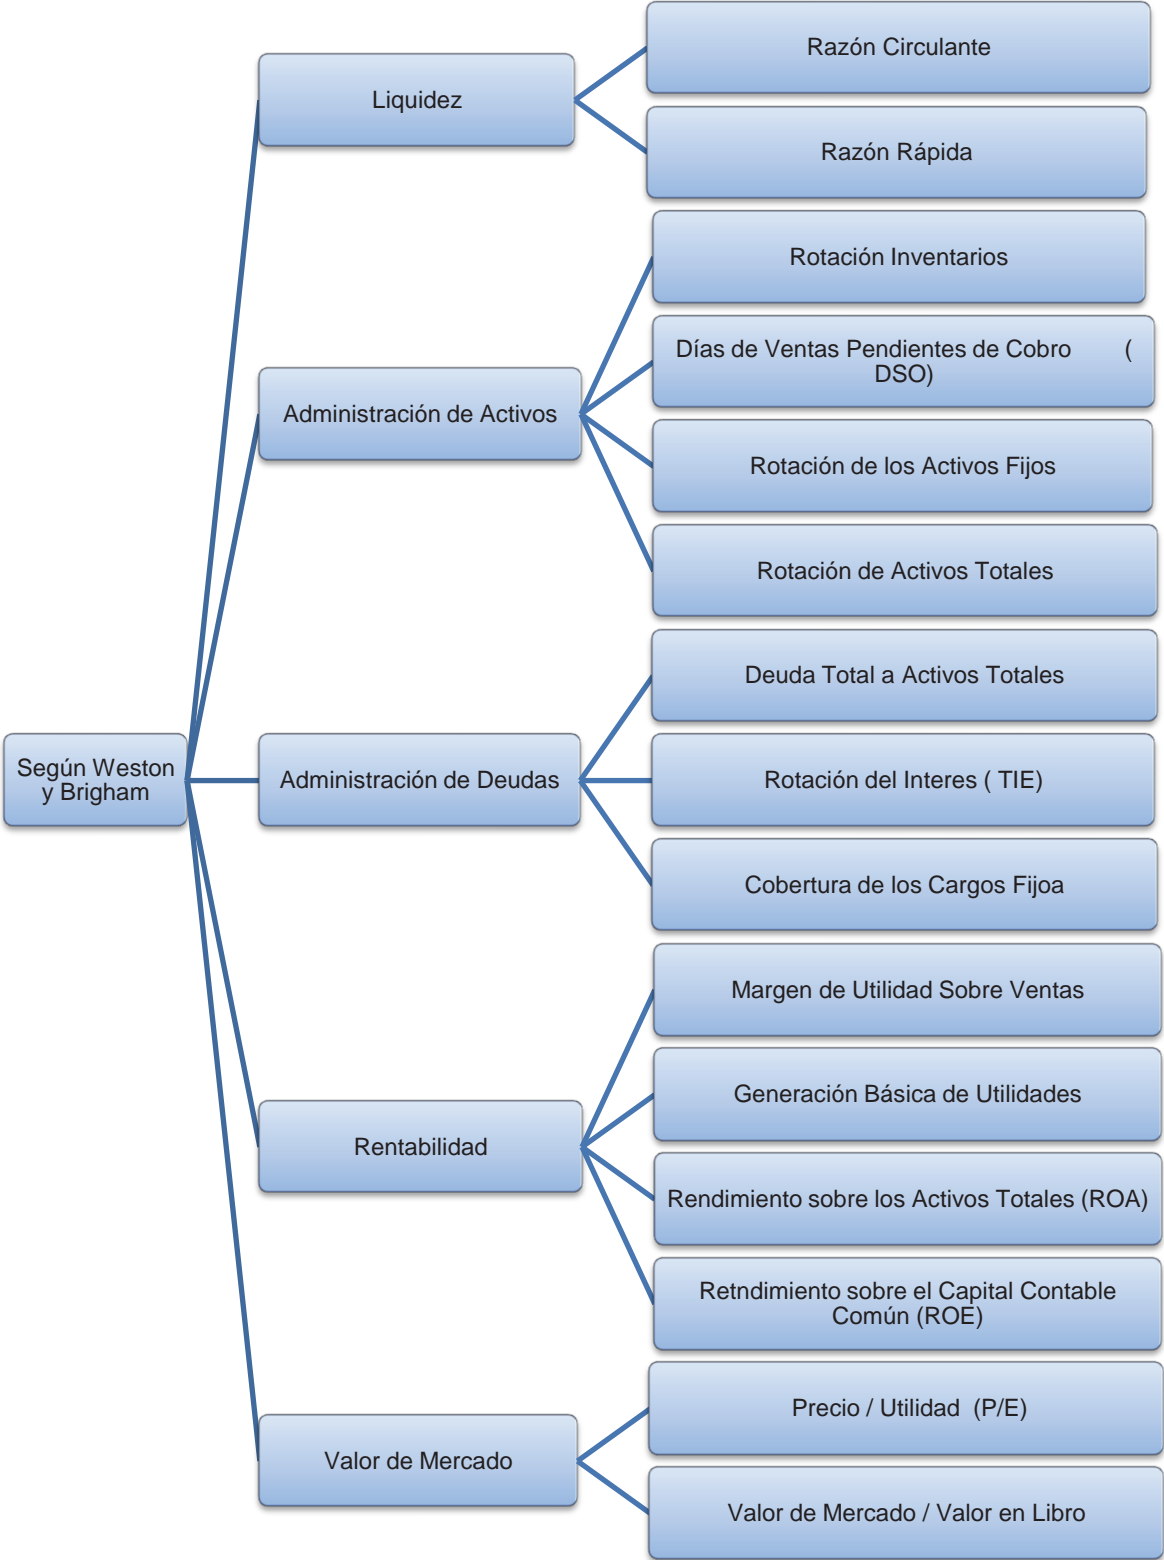 Según Weston
y Brigham
Liquidez
Razón Circulante
Razón Rápida
Administración de Activos
Rotación Inventarios
Días de Ventas Pendientes de Cobro (
DSO)
Rotación de los Activos Fijos
Rotación de Activos Totales
Administración de Deudas
Deuda Total a Activos Totales
Rotación del Interes ( TIE)
Cobertura de los Cargos Fijoa
Rentabilidad
Margen de Utilidad Sobre Ventas
Generación Básica de Utilidades
Rendimiento sobre los Activos Totales (ROA)
Retndimiento sobre el Capital Contable
Común (ROE)
Valor de Mercado
Precio / Utilidad (P/E)
Valor de Mercado / Valor en Libro